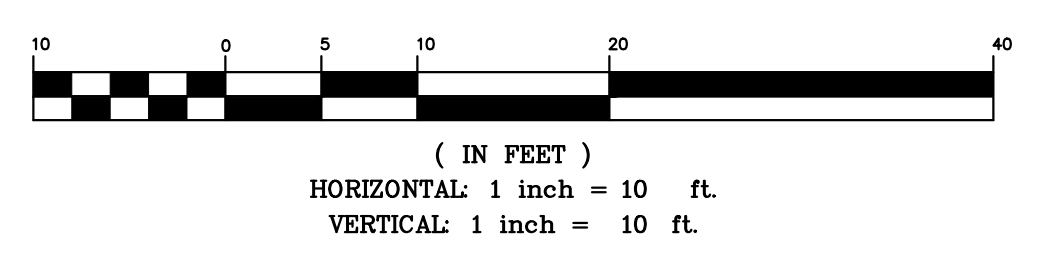 10 0 5 10 20 40
( IN FEET )
HORIZONTAL: 1 inch = 10 ft.
VERTICAL: 1 inch = 10 ft.